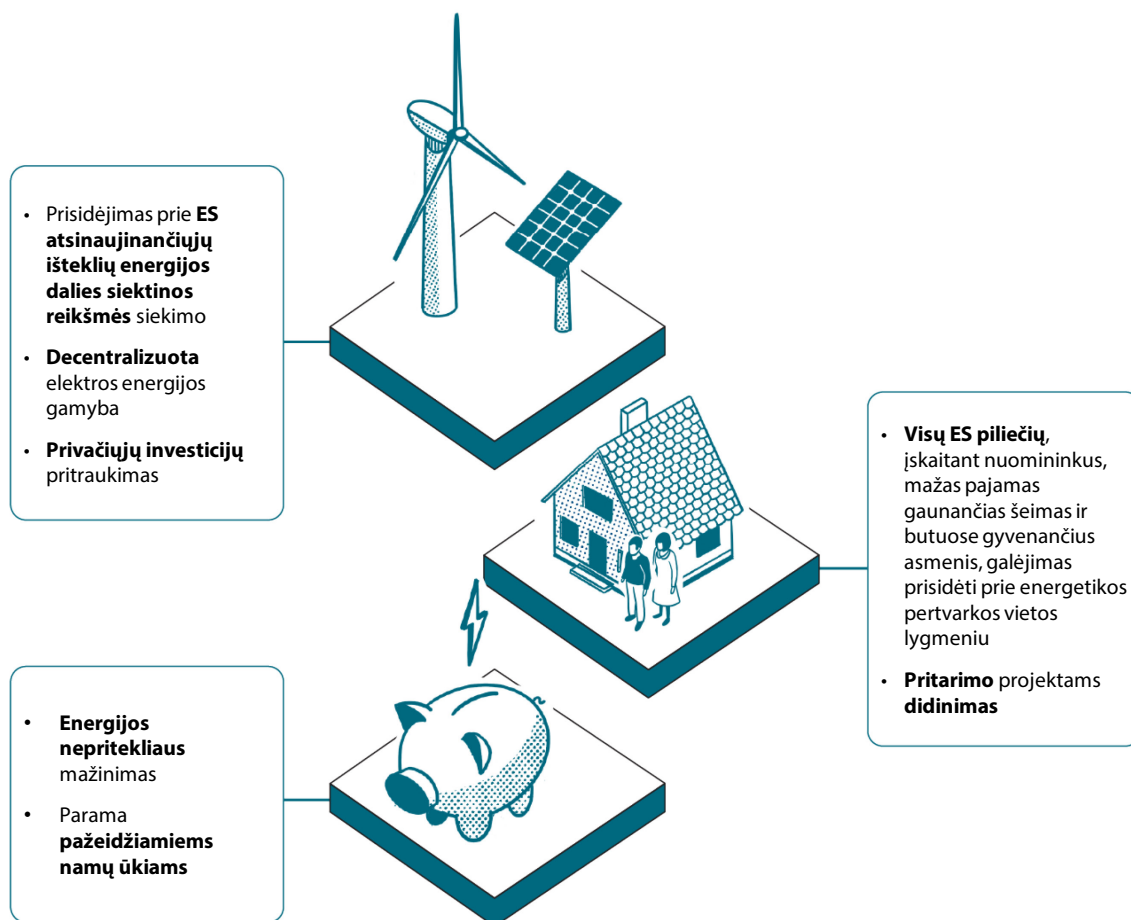 • Prisidėjimas prie ES
atsinaujinančiųjų
išteklių energijos
dalies siektinos
reikšmės siekimo
• Decentralizuota
elektros energijos
gamyba
• Privačiųjų investicijų
pritraukimas
• Visų ES piliečių,
įskaitant nuomininkus,
mažas pajamas
gaunančias šeimas ir
butuose gyvenančius
asmenis, galėjimas
prisidėti prie energetikos
pertvarkos vietos
lygmeniu
• Pritarimo projektams
didinimas
• Energijos
nepritekliaus
mažinimas
• Parama
pažeidžiamiems
namų ūkiams